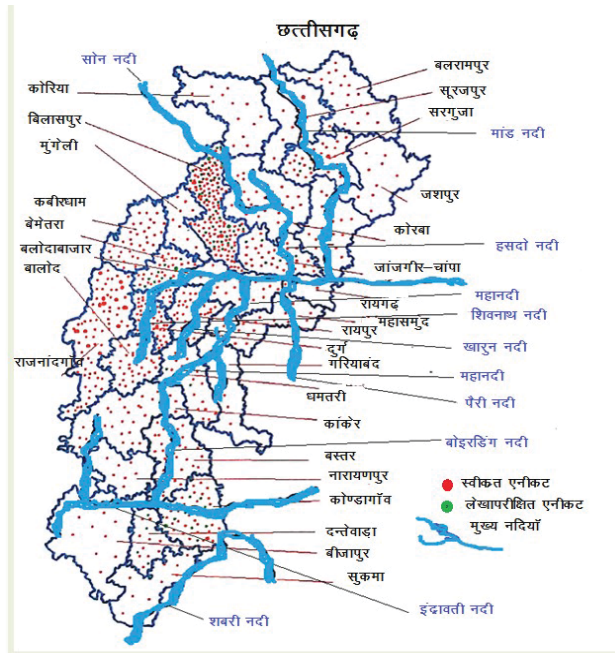 छत्तीसगढ़
सोन नदी
कोरिया
बिलासपुर
मुंगेली
कबीरधाम
बेमेतरा
बलोदाबाजार
बालोद
राजनांदगॉव
बलरामपुर
सूरजपुर
सरगुजा
मांड नदी
जशपुर
कोरबा
हसदो नदी
जांजगीर–चांपा
महानदी
रायगढ़
शिवनाथ नदी
महासमुंद
रायपुर
खारुन नदी
दुर्ग
गरियाबंद
महानदी
धमतरी
पैरी नदी
कांकेर
बोइरडिंग नदी
बस्तर
नारायणपुर
कोण्डागॉव
स्वीकत एनीकट
लेखापरीक्षित एनीकट
मुख्य नदियॉ
दन्तेवाड़ा
बीजापुर
सुकमा
इंद्रावती नदी
शबरी नदी